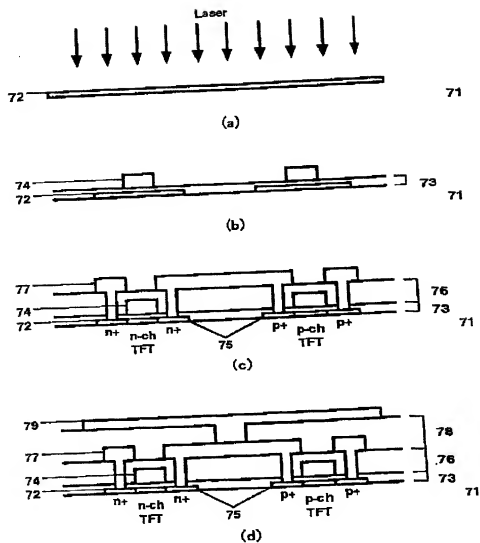 Laser
72
71
(a)
74
72
73
71
(b)
77
74
72
76
73
71
n+
n-ch
TFT
n+
75
p+
p-ch
TFT
p+
(c)
79
77
74
72
78
.76
73
71
n+
n-ch
TFT
n+
75
p+
p-ch
TFT
p+
(d)